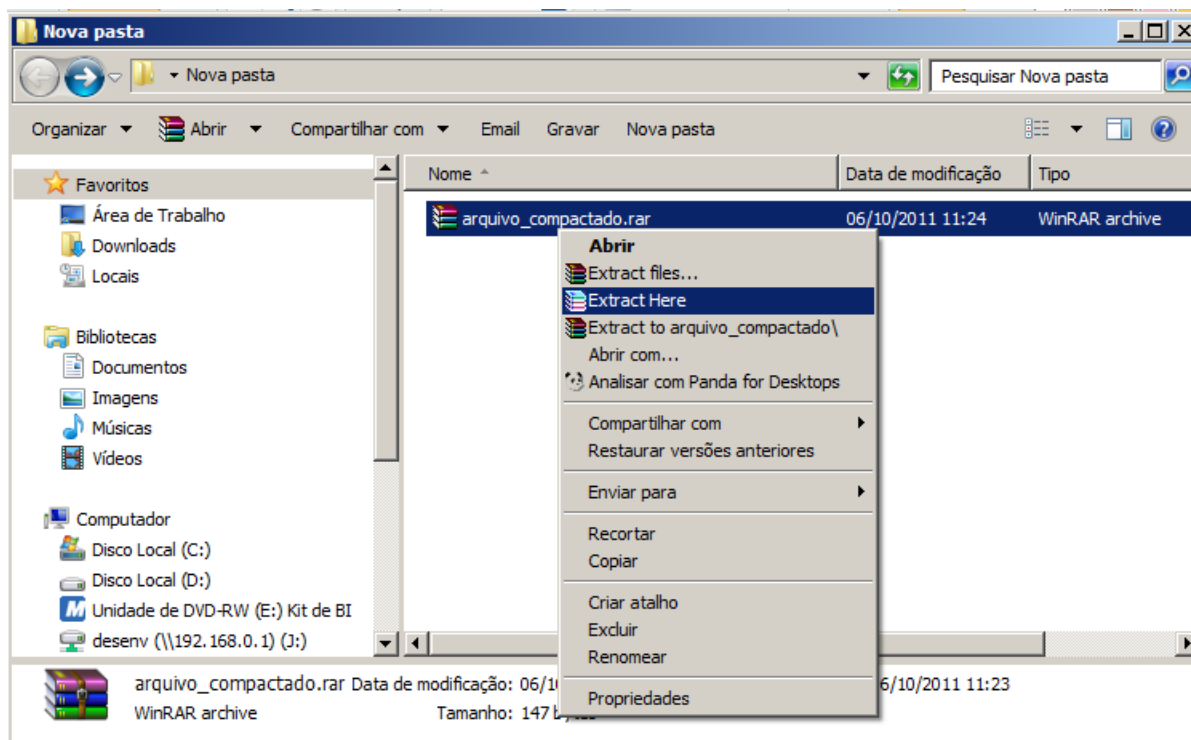 Nova pasta
Nova pasta
Pesquisar Nova pasta
Organizar Abrir Compartilhar com Email Gravar Nova pasta
Nome Data de modificação Tipo
arquivo_compactado.rar 06/10/2011 11:24 WinRAR archive
Favoritos
Área de Trabalho
Downloads
Locais
Bibliotecas
Documentos
Imagens
Músicas
Vídeos
Computador
Disco Local (C:)
Disco Local (D:)
Unidade de DVD-RW (E:) Kit de BI
desenv (\\192.168.0.1) (J:)
Abrir
Extract files...
Extract Here
Extract to arquivo_compactado\
Abrir com...
Analisar com Panda for Desktops
Compartilhar com
Restaurar versões anteriores
Enviar para
Recortar
Copiar
Criar atalho
Excluir
Renomear
Propriedades
arquivo_compactado.rar Data de modificação: 06/1 6/10/2011 11:23
WinRAR archive Tamanho: 147